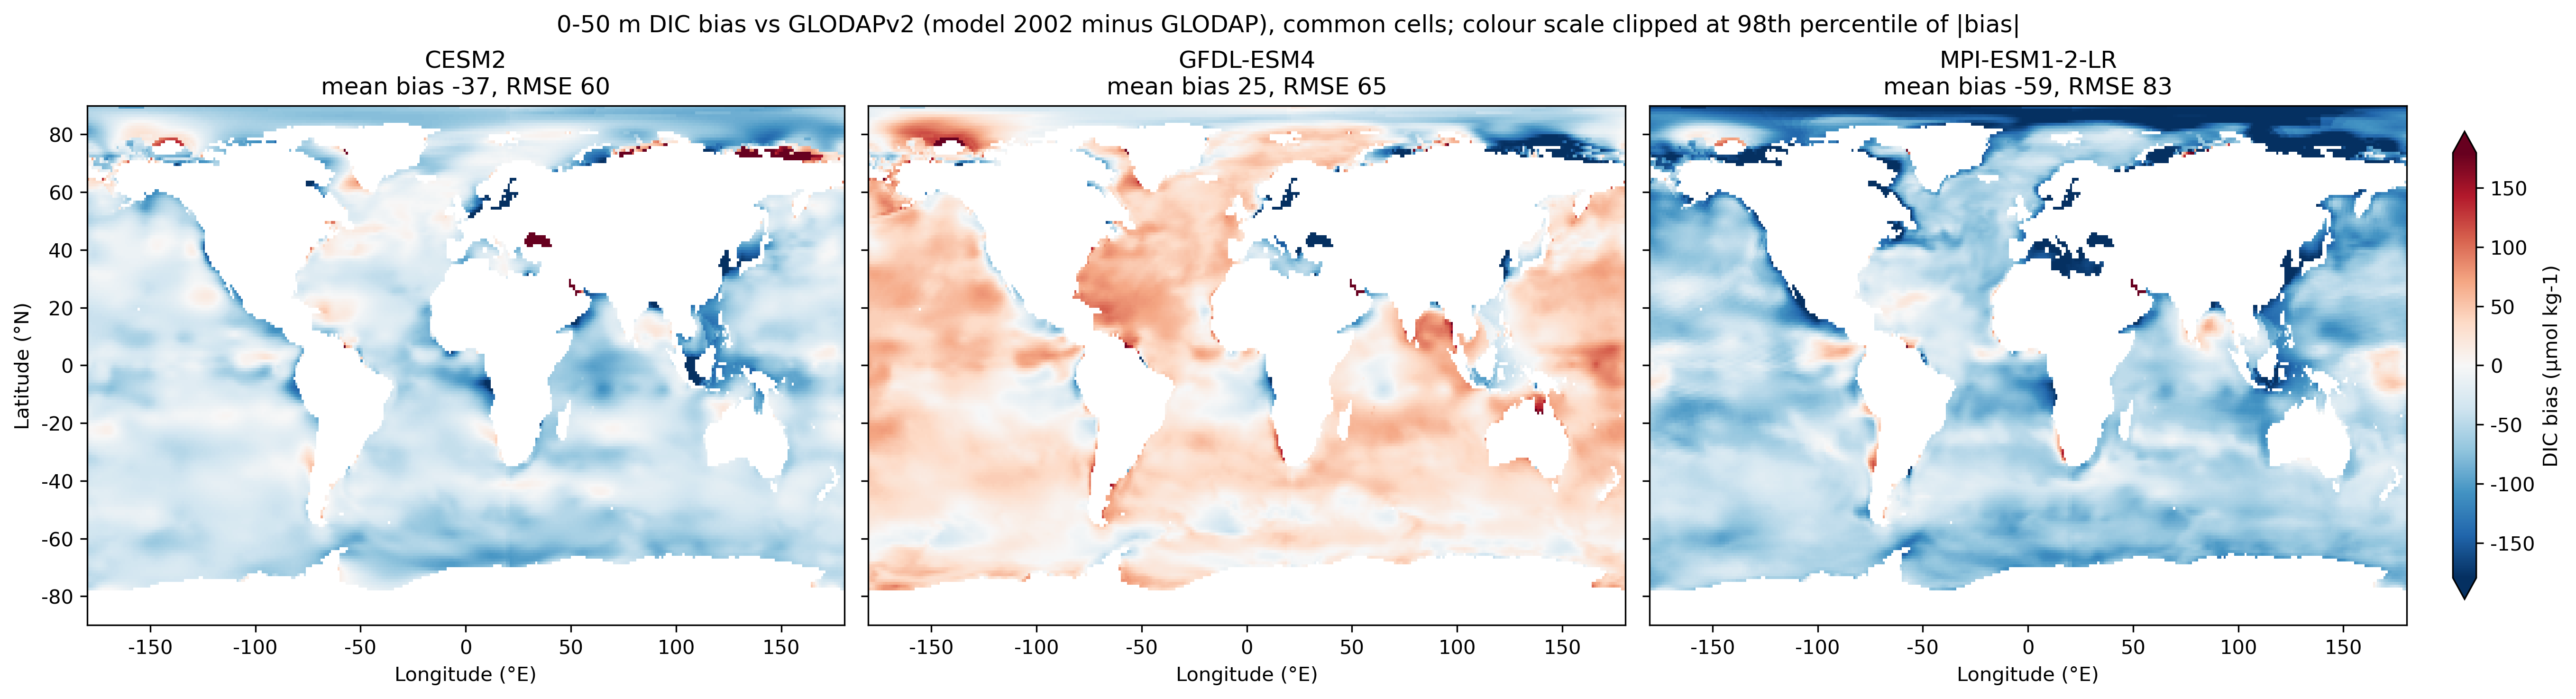 0-50 m DIC bias vs GLODAPv2 (model 2002 minus GLODAP), common cells; colour scale clipped at 98th percentile of |bias|
CESM2
mean bias -37, RMSE 60
GFDL-ESM4
mean bias 25, RMSE 65
MPI-ESM1-2-LR
mean bias -59, RMSE 83
Latitude (°N)
80
60
40
20
0
-20
-40
-60
-80
-150 -100 -50 0 50 100 150
Longitude (°E)
-150 -100 -50 0 50 100 150
Longitude (°E)
-150 -100 -50 0 50 100 150
Longitude (°E)
150
100
50
0
-50
-100
-150
DIC bias (µmol kg-1)